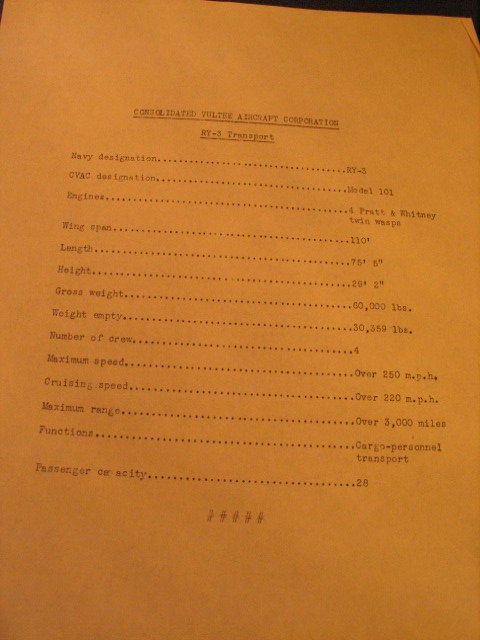 CONSOLIDATED VULTEE AIRCRAFT CORPORATION
RY-3 Transport
Navy designation..............................RY-3
CVAC designation..............................Model 101
Engines.......................................4 Pratt & Whitney
twin wasps
Wing span.....................................110'
Length........................................75' 5"
Height........................................29' 2"
Gross weight..................................60,000 lbs.
Weight empty..................................30,359 lbs.
Number of crew................................4
Maximum speed.................................Over 250 m.p.h.
Cruising speed................................Over 220 m.p.h.
Maximum range.................................Over 3,000 miles
Functions.....................................Cargo-personnel
transport
Passenger capacity............................28
# # # # #